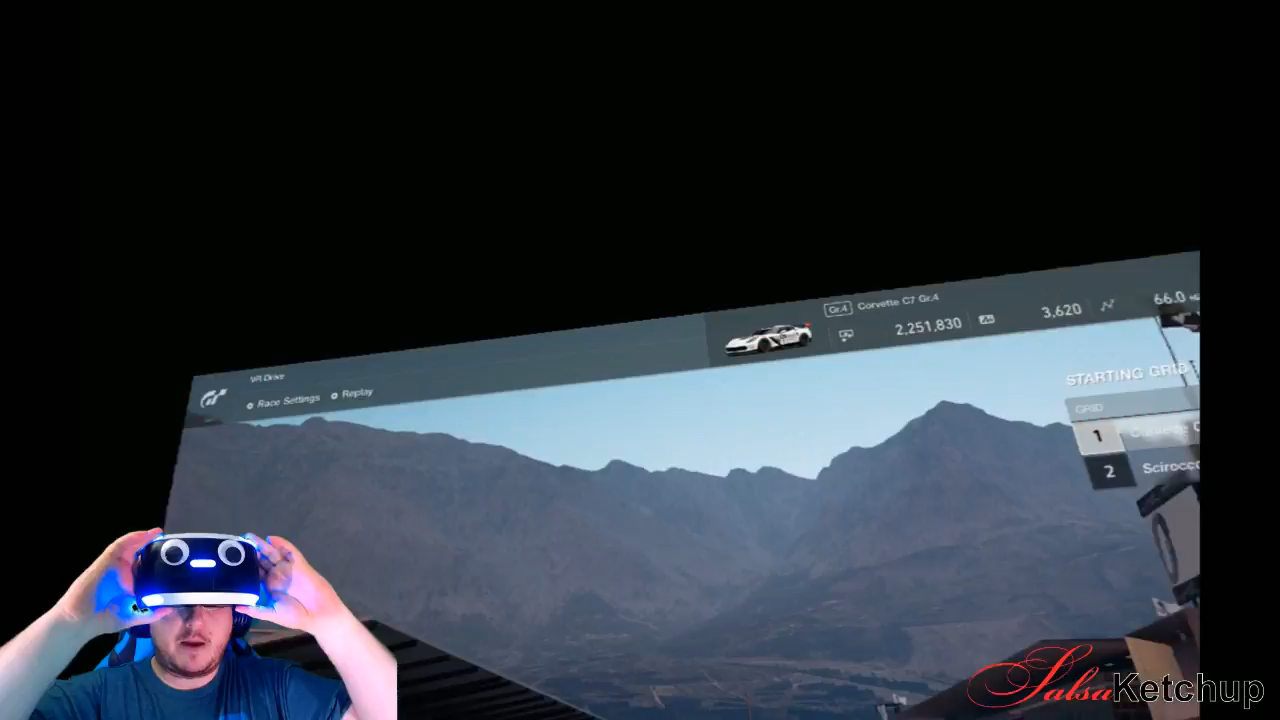 Gr.4 Corvette C7 Gr.4
2,251,830 3,620 66.0
VR Drive
Race Settings Replay
STARTING GRID
GRID
1
2 Scirocco
SalsaKetchup